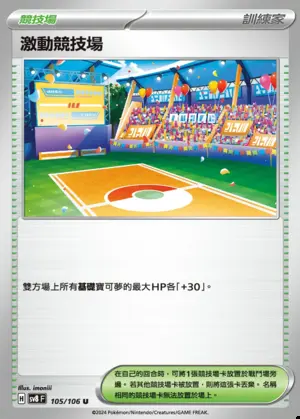 競技場
訓練家
激動競技場
雙方場上所有基礎寶可夢的最大HP各「+30」。
illus. imoniii
H SV8 F 105/106 U
在自己的回合時，可將1張競技場卡放置於戰鬥場旁
邊。若其他競技場卡被放置，則將這張卡丟棄。名稱
相同的競技場卡無法放置於場上。
©2024 Pokémon/Nintendo/Creatures/GAME FREAK.